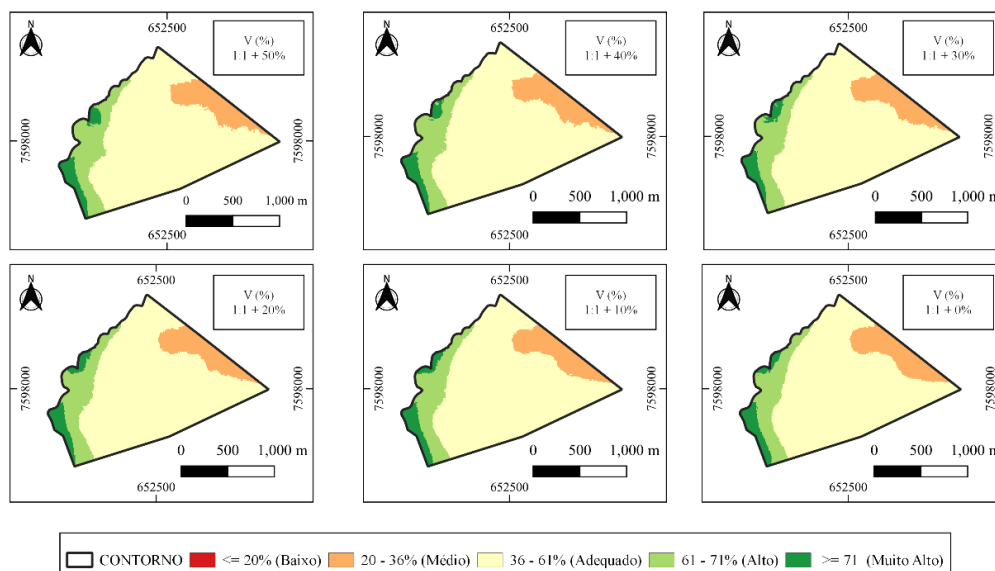 652500
N
V (%)
1:1 + 50%
7598000
7598000
0 500 1,000 m
652500
652500
N
V (%)
1:1 + 40%
7598000
7598000
0 500 1,000 m
652500
652500
N
V (%)
1:1 + 30%
7598000
7598000
0 500 1,000 m
652500
652500
N
V (%)
1:1 + 20%
7598000
7598000
0 500 1,000 m
652500
652500
N
V (%)
1:1 + 10%
7598000
7598000
0 500 1,000 m
652500
652500
N
V (%)
1:1 + 0%
7598000
7598000
0 500 1,000 m
652500
CONTORNO <= 20% (Baixo) 20 - 36% (Médio) 36 - 61% (Adequado) 61 - 71% (Alto) >= 71 (Muito Alto)